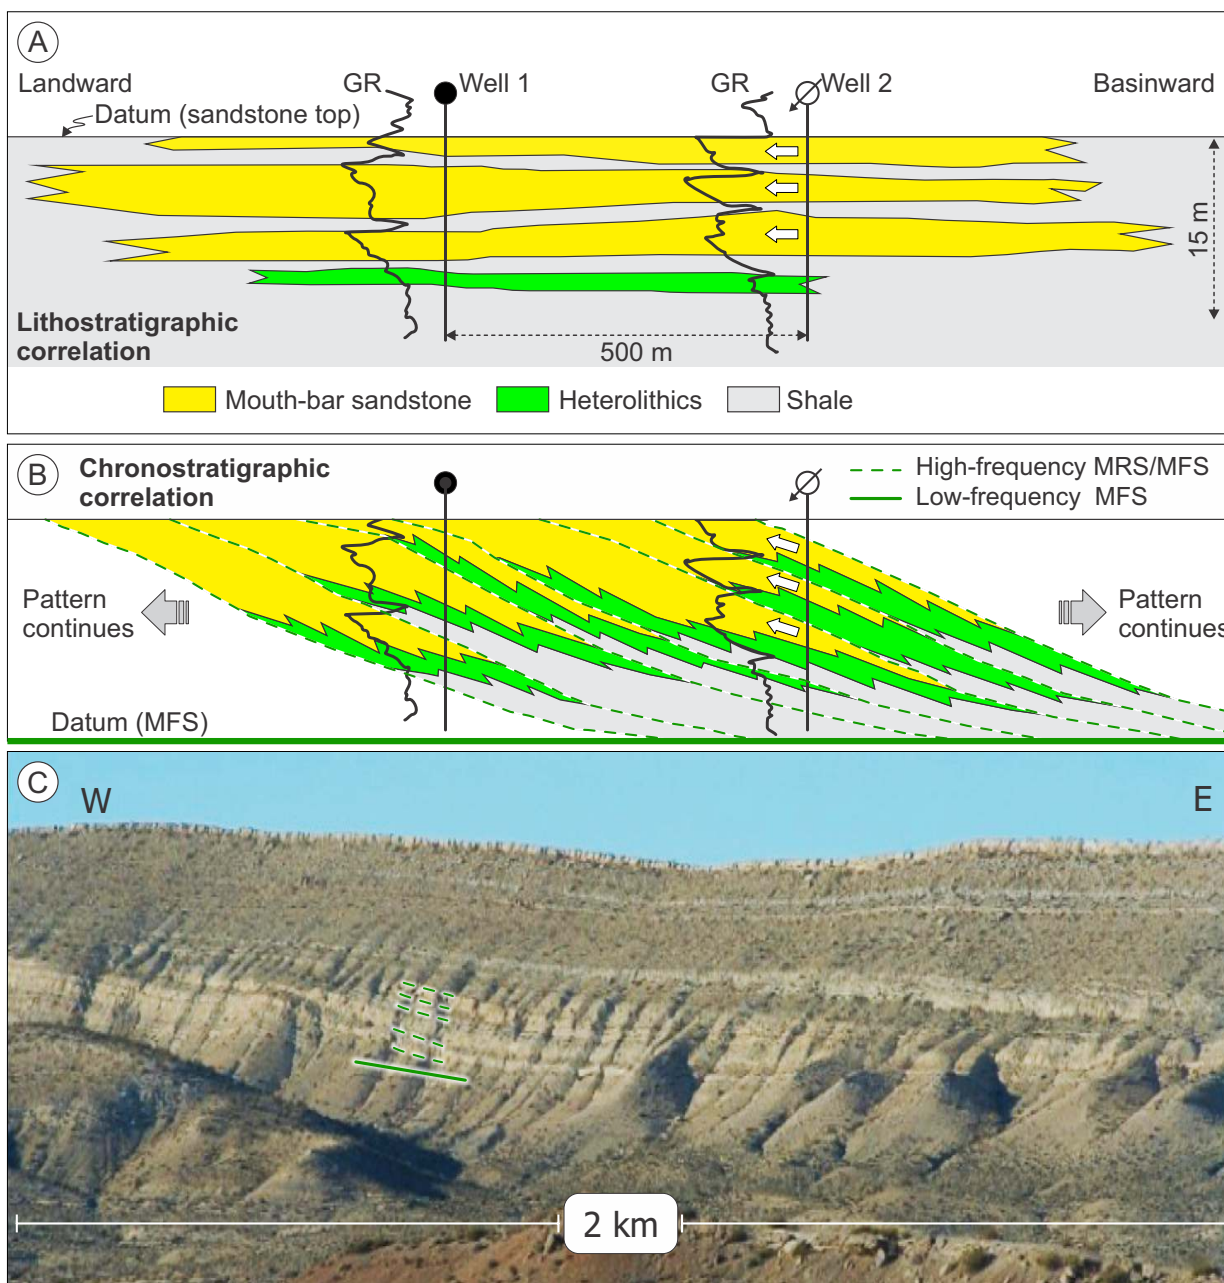 A
Landward
GR
Well 1
GR
Well 2
Basinward
Datum (sandstone top)
15 m
Lithostratigraphic
correlation
500 m
Mouth-bar sandstone
Heterolithics
Shale
B
Chronostratigraphic
correlation
High-frequency MRS/MFS
Low-frequency MFS
Pattern
continues
Pattern
continues
Datum (MFS)
C
W
E
2 km